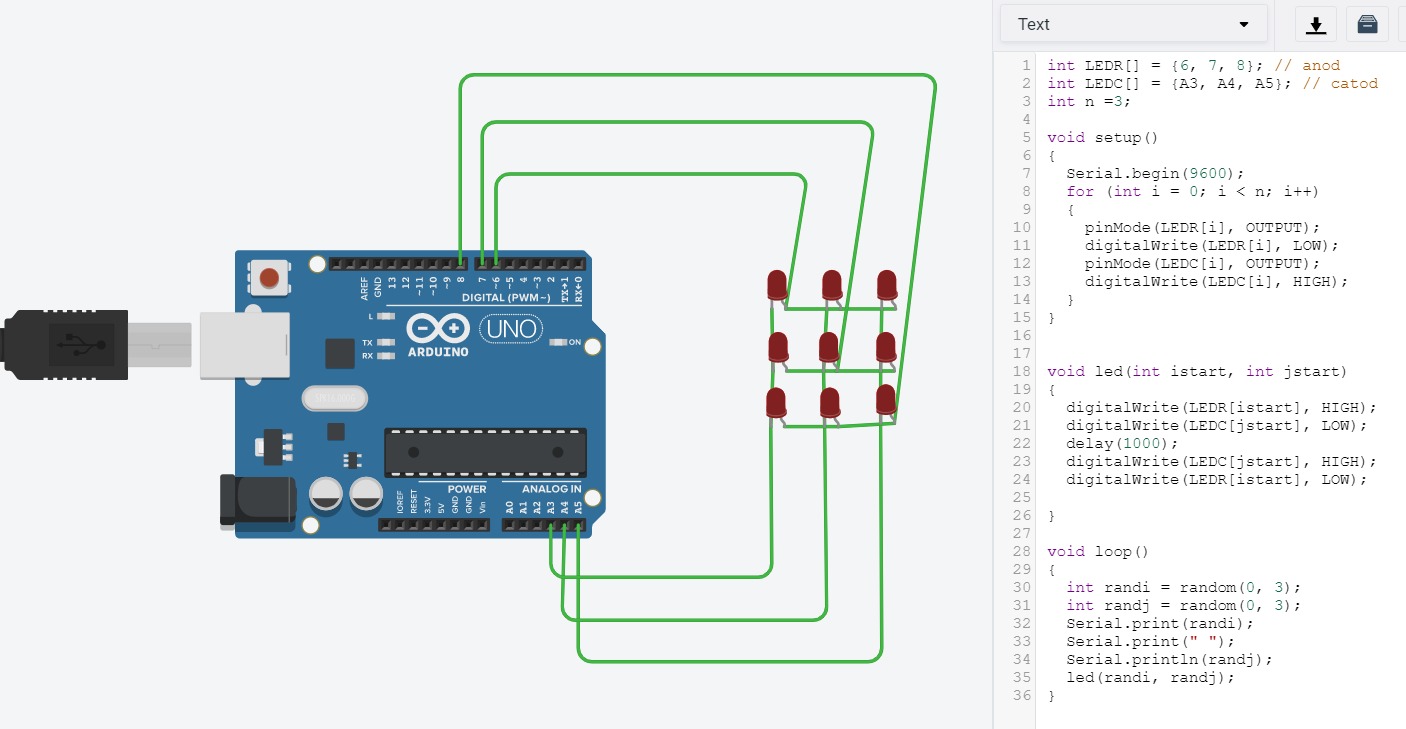 Text
AREF
GND
13
12
~11
~10
~9
8
7
~6
~5
4
~3
2
TX→1
RX←0
DIGITAL (PWM~)
L
TX
RX
ARDUINO
UNO
ON
POWER
ANALOG IN
IOREF
RESET
3.3V
5V
GND
GND
Vin
A0
A1
A2
A3
A4
A5
1 int LEDR[] = {6, 7, 8}; // anod
2 int LEDC[] = {A3, A4, A5}; // catod
3 int n =3;
4
5 void setup()
6 {
7   Serial.begin(9600);
8   for (int i = 0; i < n; i++)
9   {
10     pinMode(LEDR[i], OUTPUT);
11     digitalWrite(LEDR[i], LOW);
12     pinMode(LEDC[i], OUTPUT);
13     digitalWrite(LEDC[i], HIGH);
14   }
15 }
16
17
18 void led(int istart, int jstart)
19 {
20   digitalWrite(LEDR[istart], HIGH);
21   digitalWrite(LEDC[jstart], LOW);
22   delay(1000);
23   digitalWrite(LEDC[jstart], HIGH);
24   digitalWrite(LEDR[istart], LOW);
25
26 }
27
28 void loop()
29 {
30   int randi = random(0, 3);
31   int randj = random(0, 3);
32   Serial.print(randi);
33   Serial.print(" ");
34   Serial.println(randj);
35   led(randi, randj);
36 }